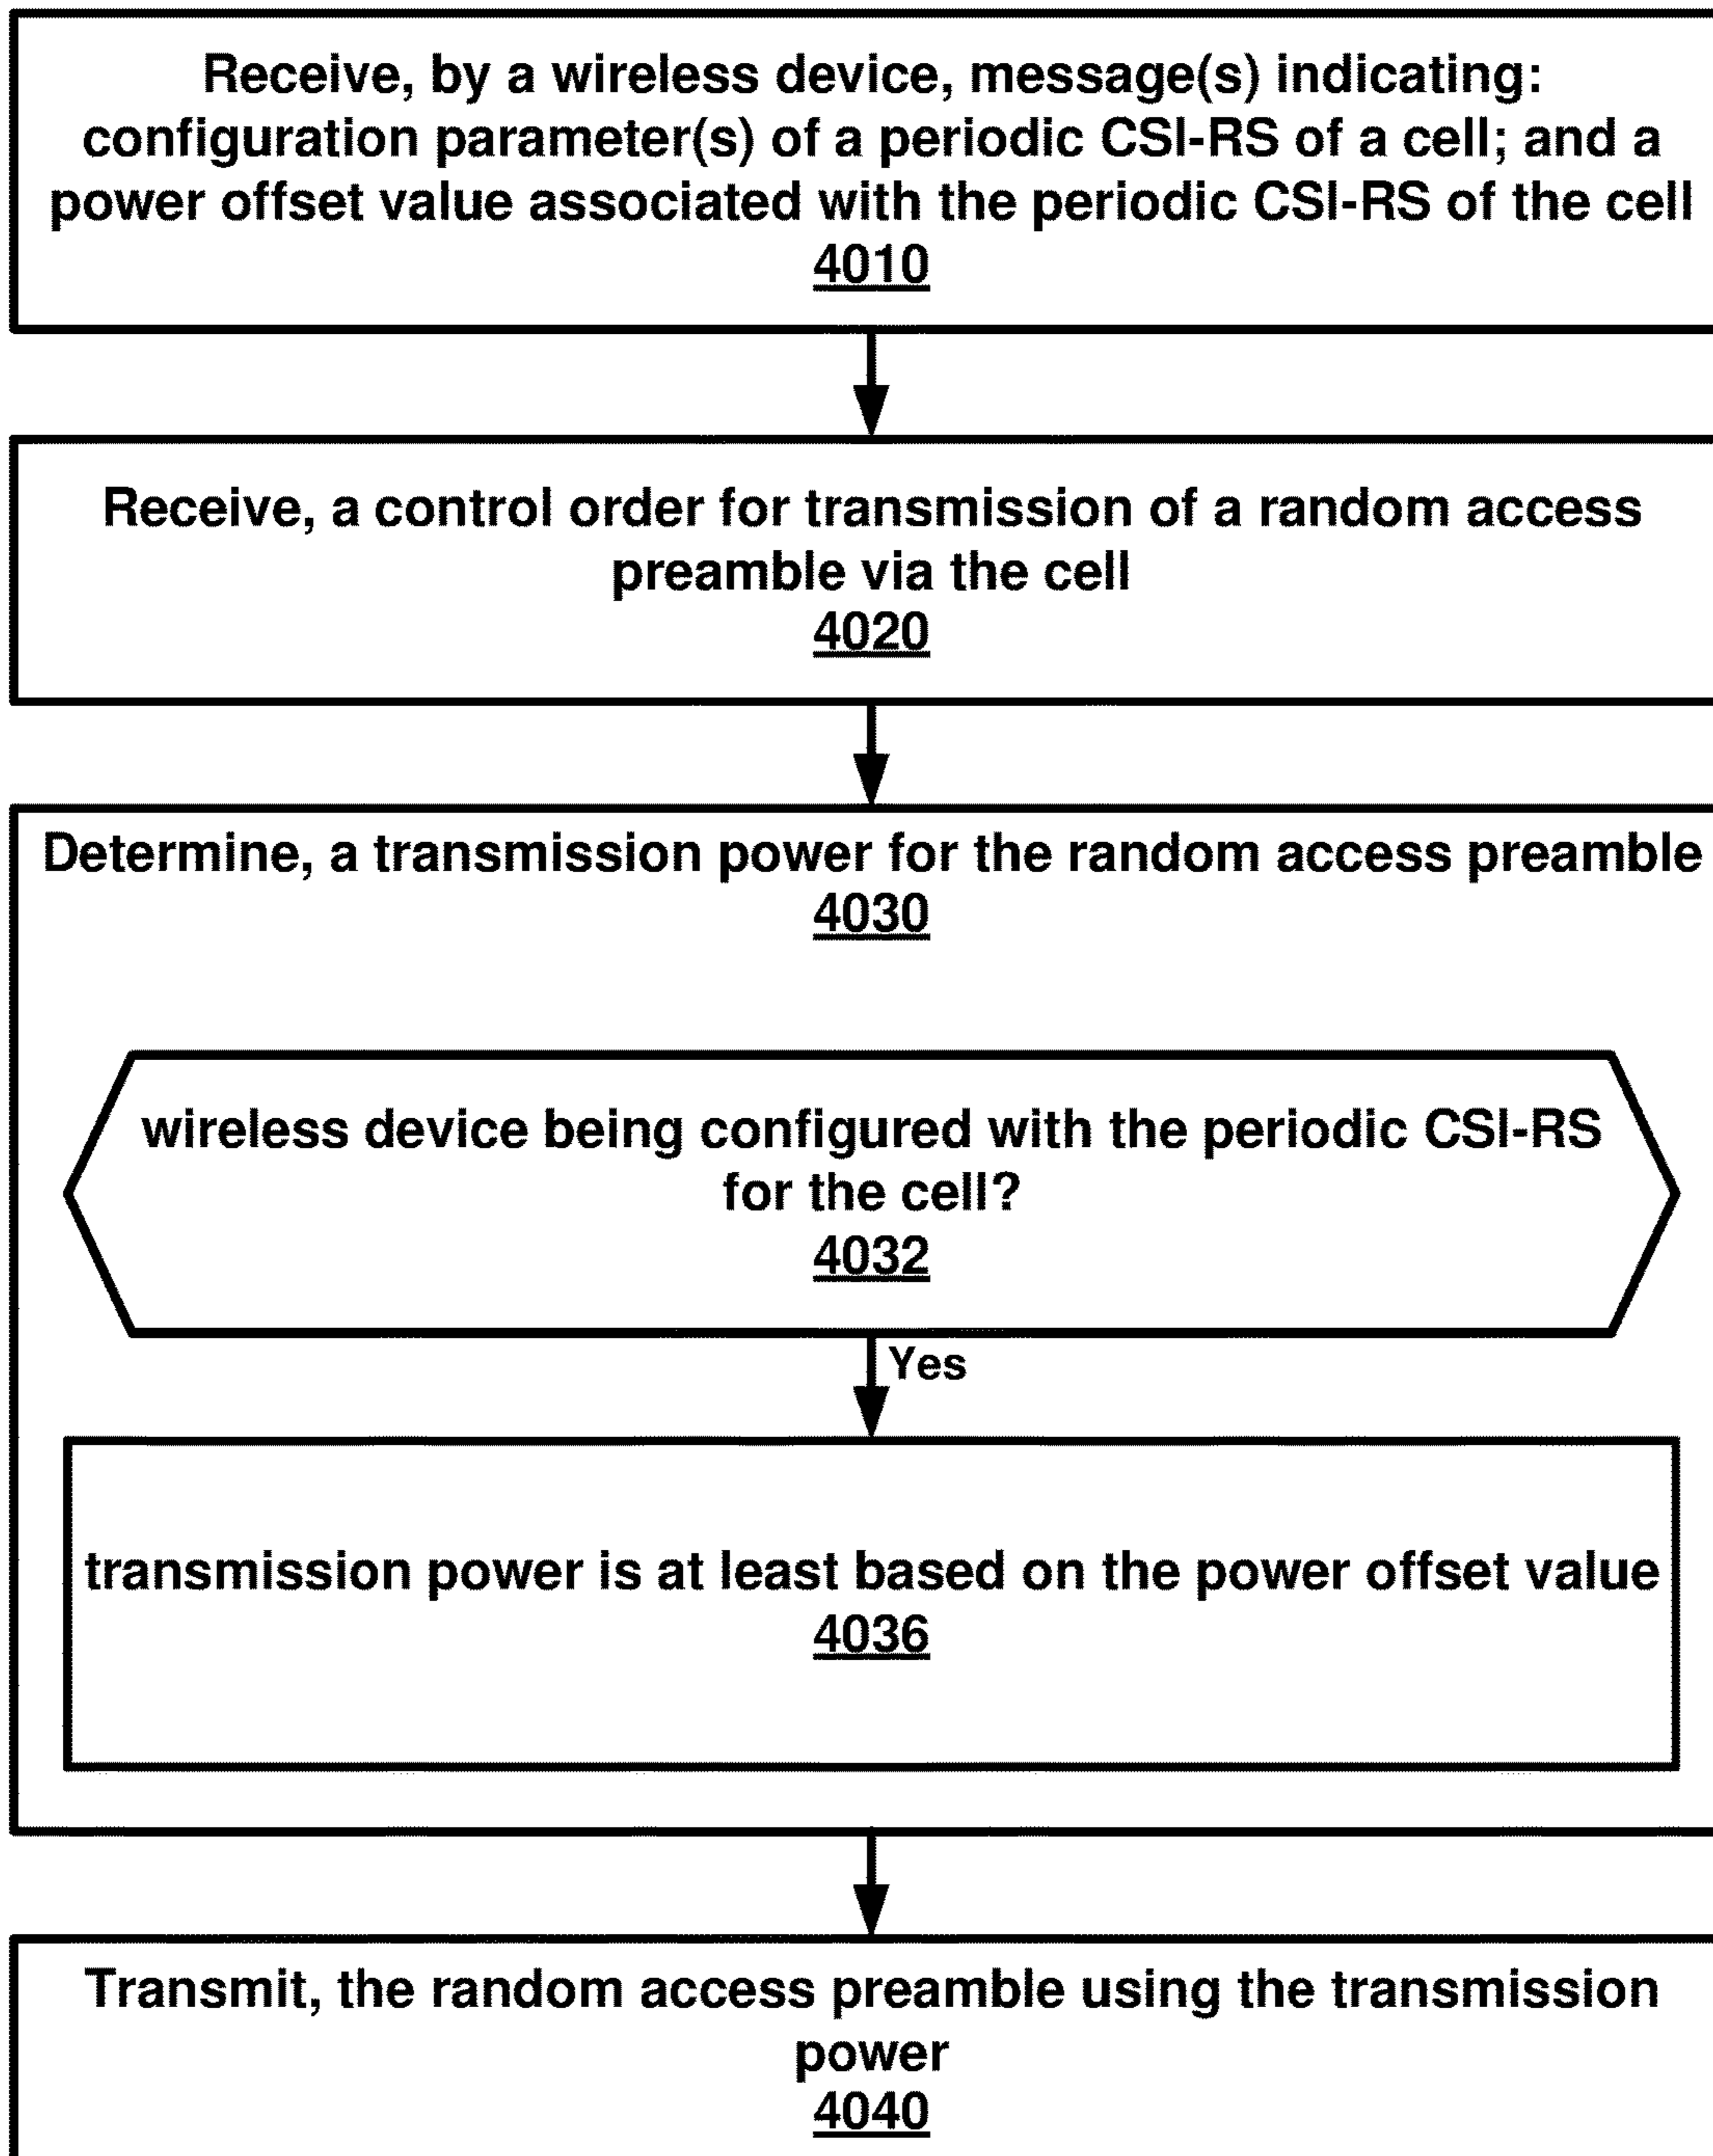 Receive, by a wireless device, message(s) indicating:
configuration parameter(s) of a periodic CSI-RS of a cell; and a
power offset value associated with the periodic CSI-RS of the cell
4010
Receive, a control order for transmission of a random access
preamble via the cell
4020
Determine, a transmission power for the random access preamble
4030
wireless device being configured with the periodic CSI-RS
for the cell?
4032
Yes
transmission power is at least based on the power offset value
4036
Transmit, the random access preamble using the transmission
power
4040